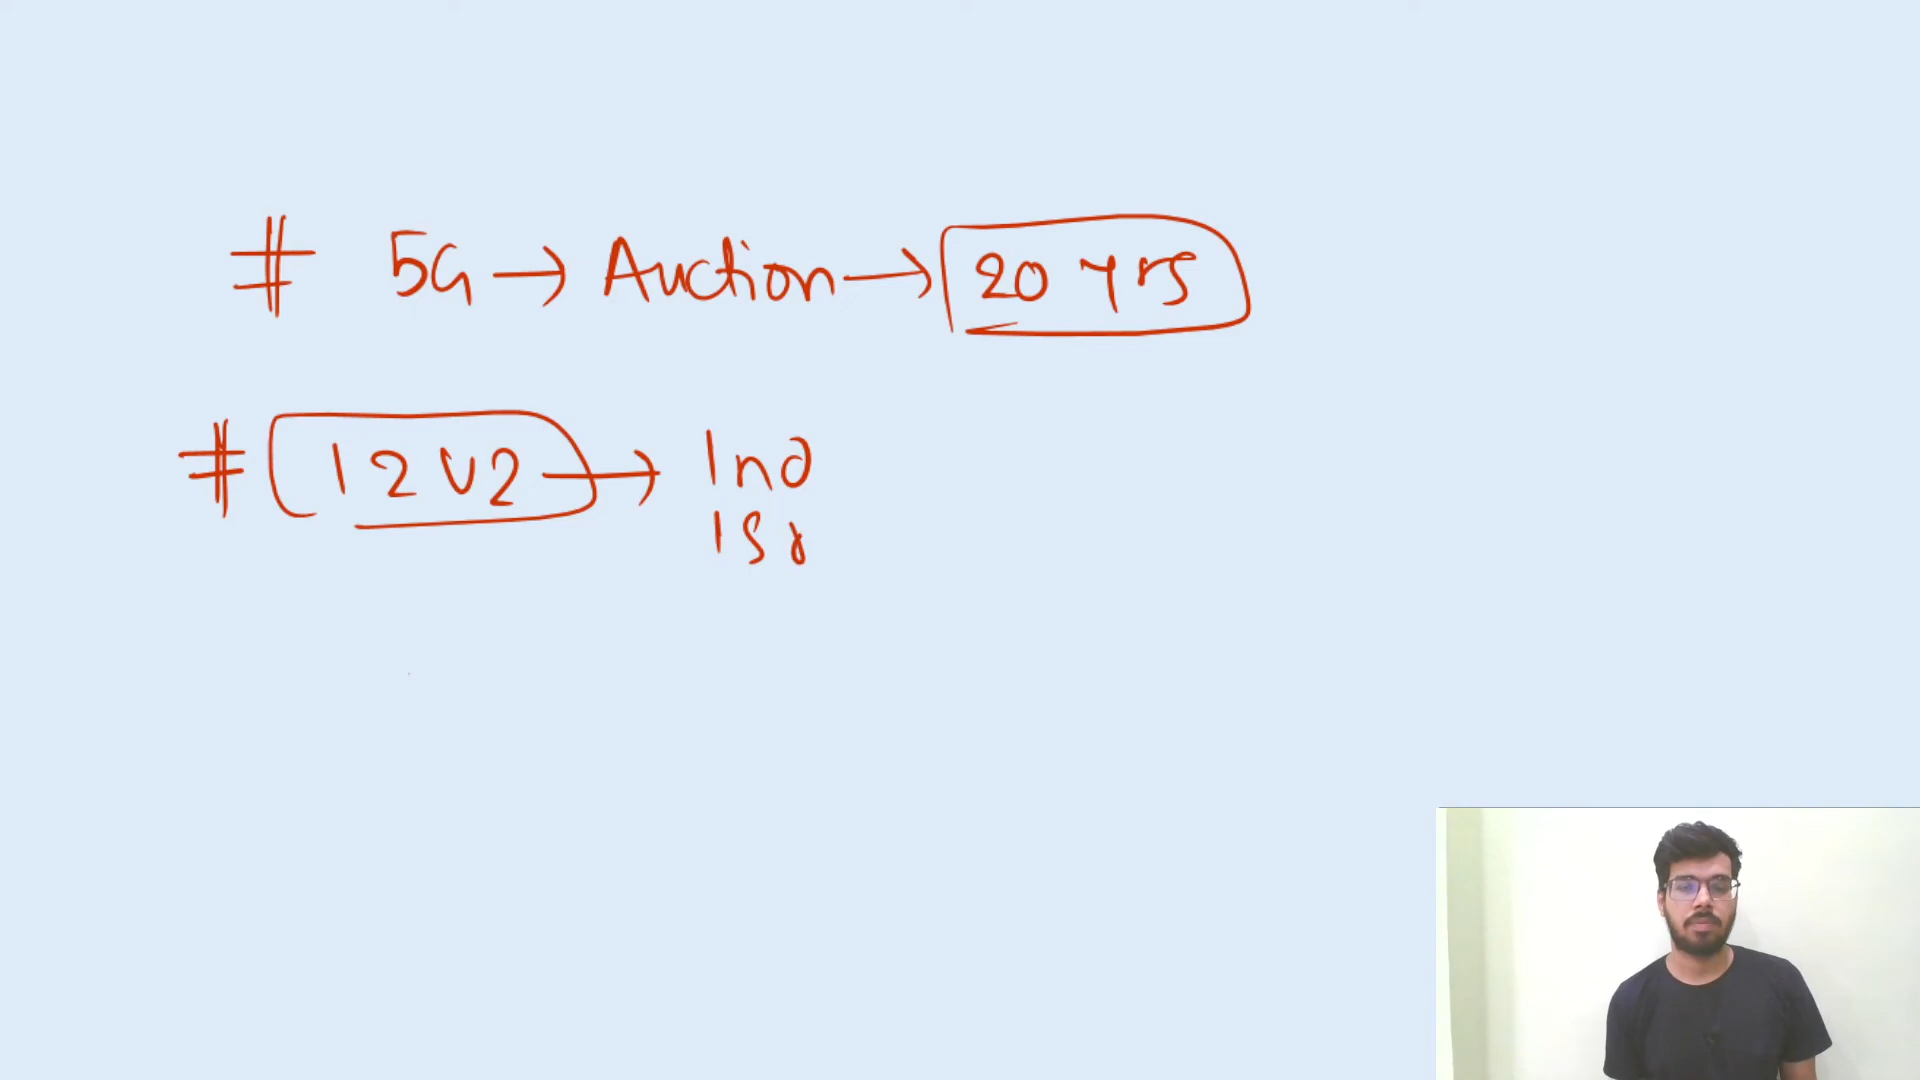 # 5G → Auction → 20 Yrs
# I2U2 → Ind
Isr